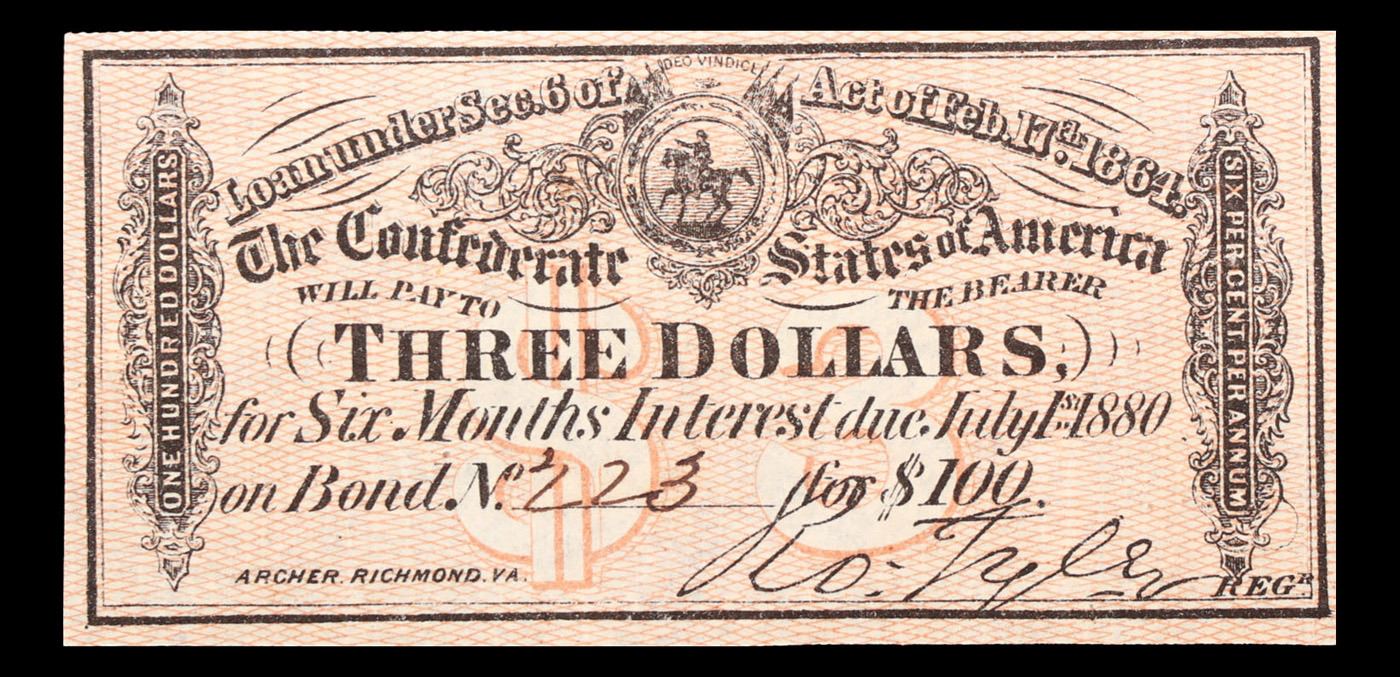 DEO VINDICE
Loan under Sec. 6 of Act of Feb. 17th 1864.
The Confederate States of America
WILL PAY TO THE BEARER
THREE DOLLARS,
for Six Months Interest due July 1st 1880
on Bond No. 223 for $100.
Ro: Tyler
ARCHER. RICHMOND. VA.
REGR
ONE HUNDRED DOLLARS
SIX PER CENT PER ANNUM
$3